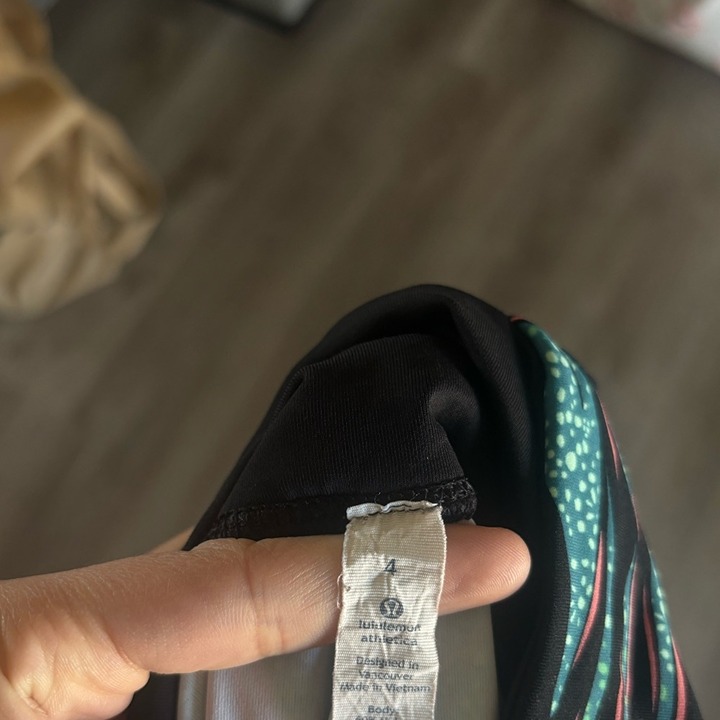 4
lululemon
athletica
Designed in
Vancouver
Made in Vietnam
Body